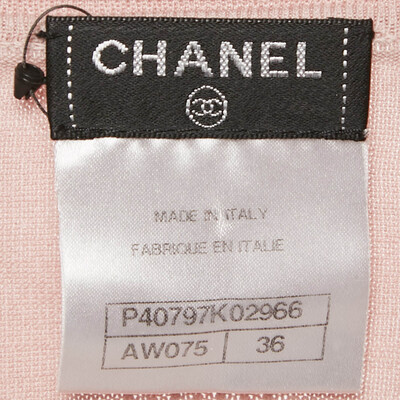 CHANEL
MADE IN ITALY
FABRIQUE EN ITALIE
P40797K02966
AW075 36